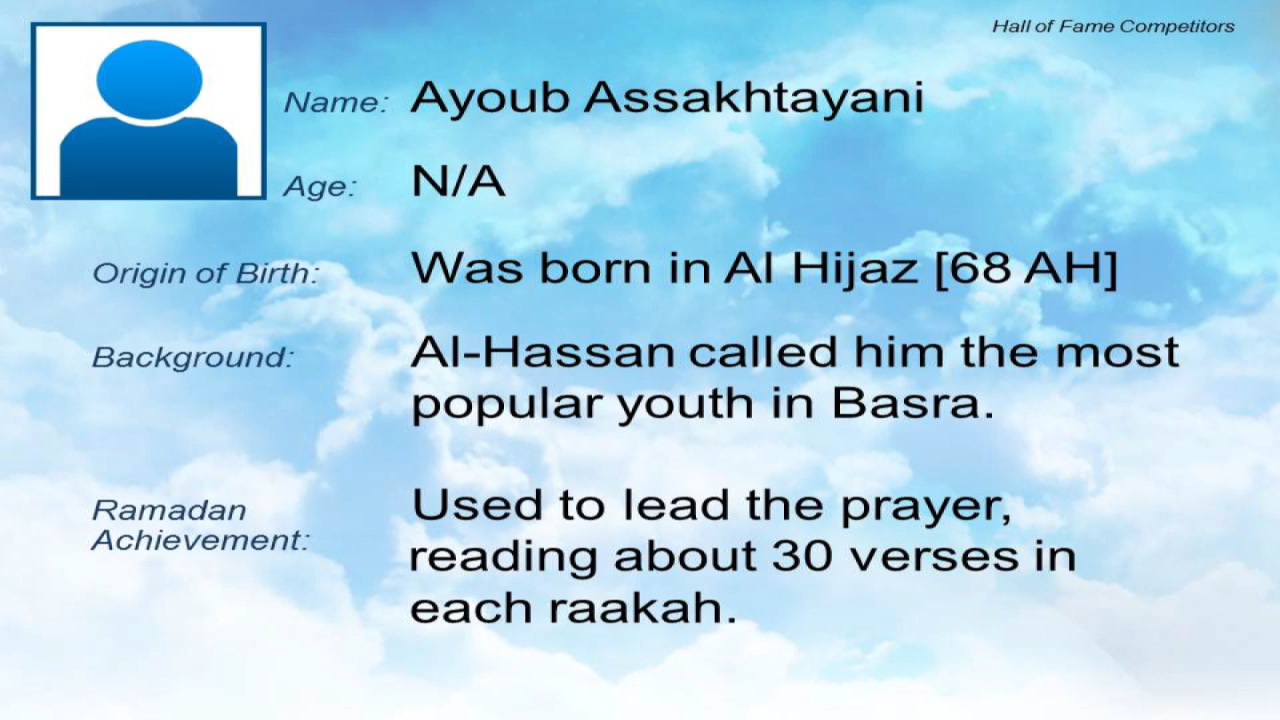 Hall of Fame Competitors
Name: Ayoub Assakhtayani
Age: N/A
Origin of Birth: Was born in Al Hijaz [68 AH]
Background: Al-Hassan called him the most
popular youth in Basra.
Ramadan
Achievement:
Used to lead the prayer,
reading about 30 verses in
each raakah.